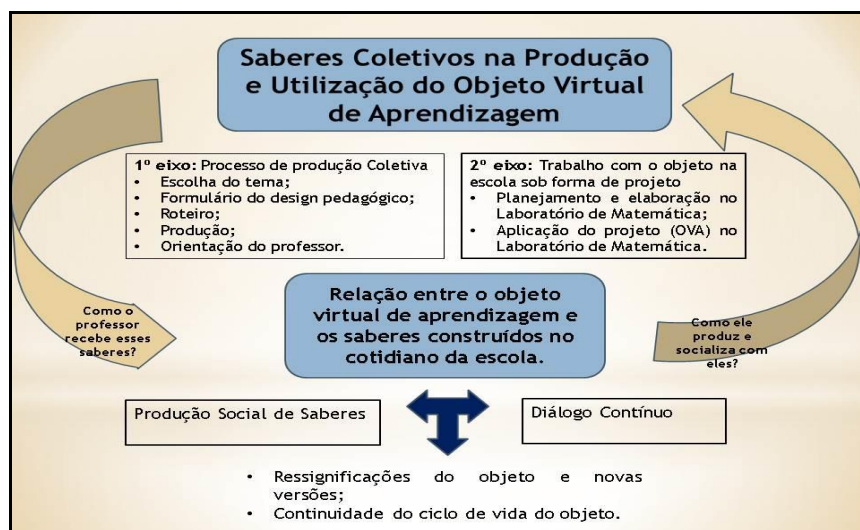 Saberes Coletivos na Produção
e Utilização do Objeto Virtual
de Aprendizagem
1º eixo: Processo de produção Coletiva
• Escolha do tema;
• Formulário do design pedagógico;
• Roteiro;
• Produção;
• Orientação do professor.
2º eixo: Trabalho com o objeto na
escola sob forma de projeto
• Planejamento e elaboração no
Laboratório de Matemática;
• Aplicação do projeto (OVA) no
Laboratório de Matemática.
Como o
professor
recebe esses
saberes?
Relação entre o objeto
virtual de aprendizagem e
os saberes construídos no
cotidiano da escola.
Como ele
produz e
socializa com
eles?
Produção Social de Saberes
Diálogo Contínuo
• Ressignificações do objeto e novas
versões;
• Continuidade do ciclo de vida do objeto.